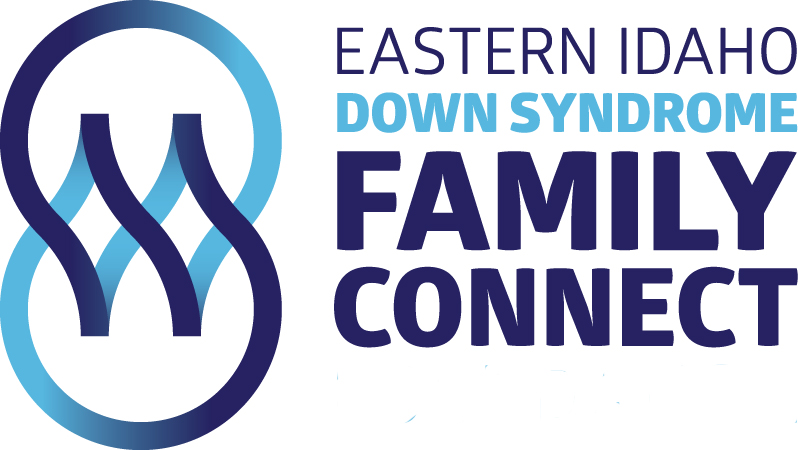 EASTERN IDAHO
DOWN SYNDROME
FAMILY
CONNECT